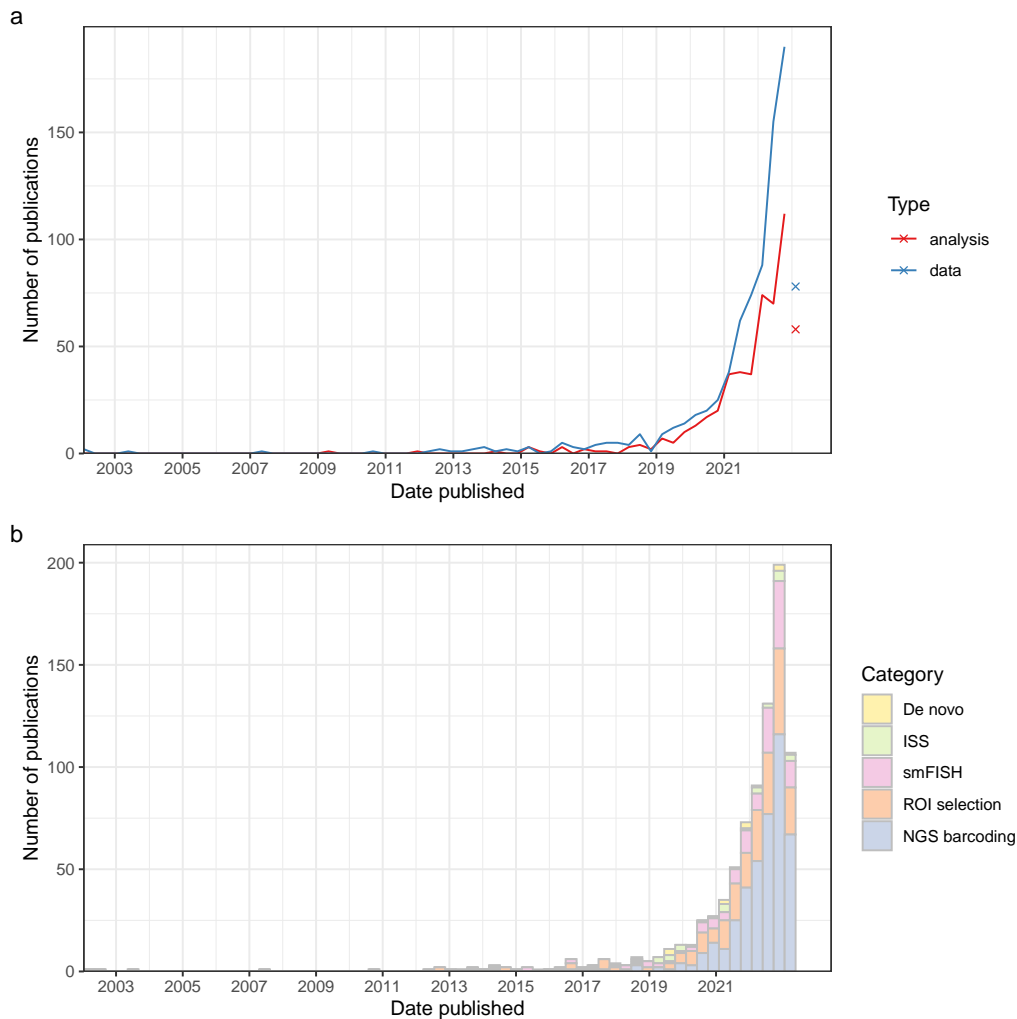 a
Number of publications
150
100
50
0
2003 2005 2007 2009 2011 2013 2015 2017 2019 2021
Date published
Type
analysis
data
b
Number of publications
200
150
100
50
0
2003 2005 2007 2009 2011 2013 2015 2017 2019 2021
Date published
Category
De novo
ISS
smFISH
ROI selection
NGS barcoding